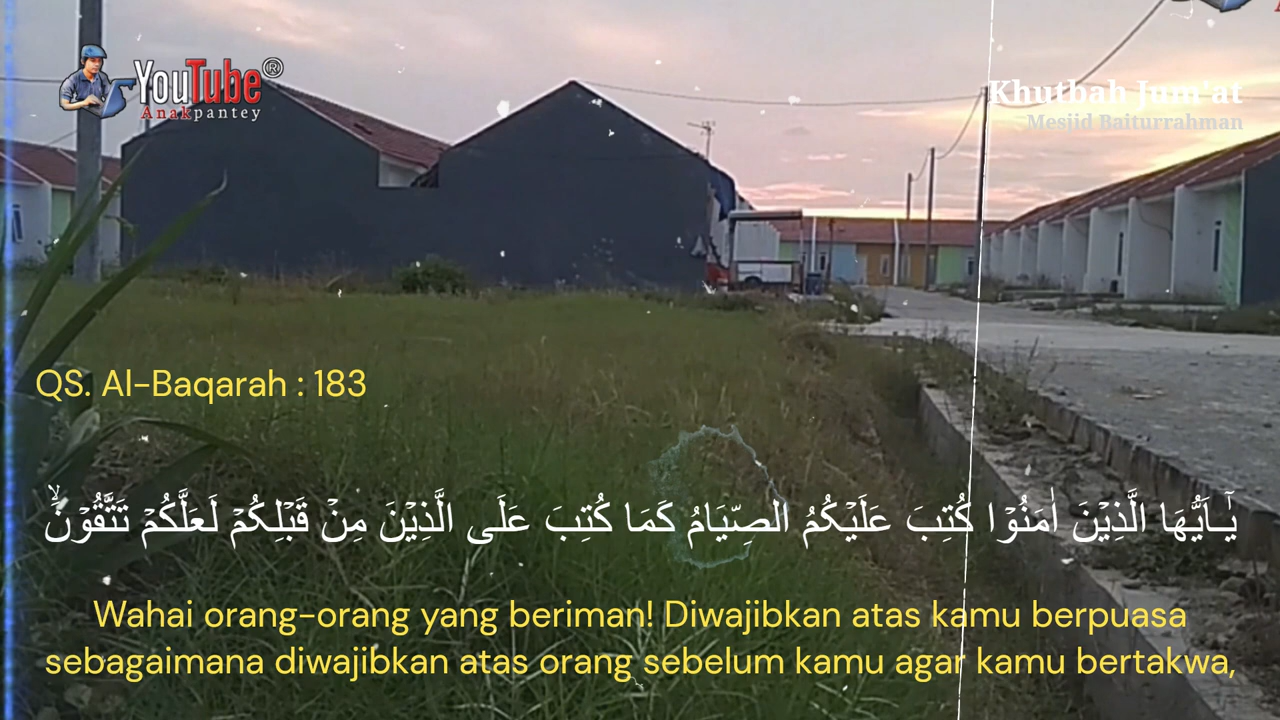 YouTube®
Anakpantey
Khutbah Jum'at
Mesjid Baiturrahman
QS. Al-Baqarah : 183
يٰٓاَيُّهَا الَّذِيْنَ اٰمَنُوْا كُتِبَ عَلَيْكُمُ الصِّيَامُ كَمَا كُتِبَ عَلَى الَّذِيْنَ مِنْ قَبْلِكُمْ لَعَلَّكُمْ تَتَّقُوْنَۙ
Wahai orang-orang yang beriman! Diwajibkan atas kamu berpuasa
sebagaimana diwajibkan atas orang sebelum kamu agar kamu bertakwa,